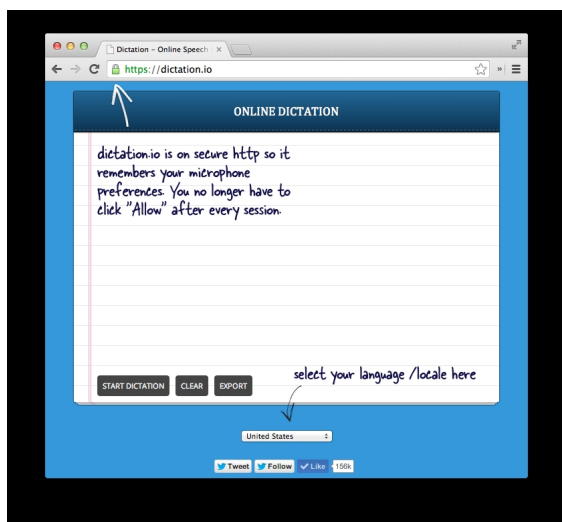 Dictation – Online Speech
https://dictation.io
ONLINE DICTATION
dictation.io is on secure http so it
remembers your microphone
preferences. You no longer have to
click "Allow" after every session.
select your language /locale here
START DICTATION CLEAR EXPORT
United States
Tweet Follow Like 156k